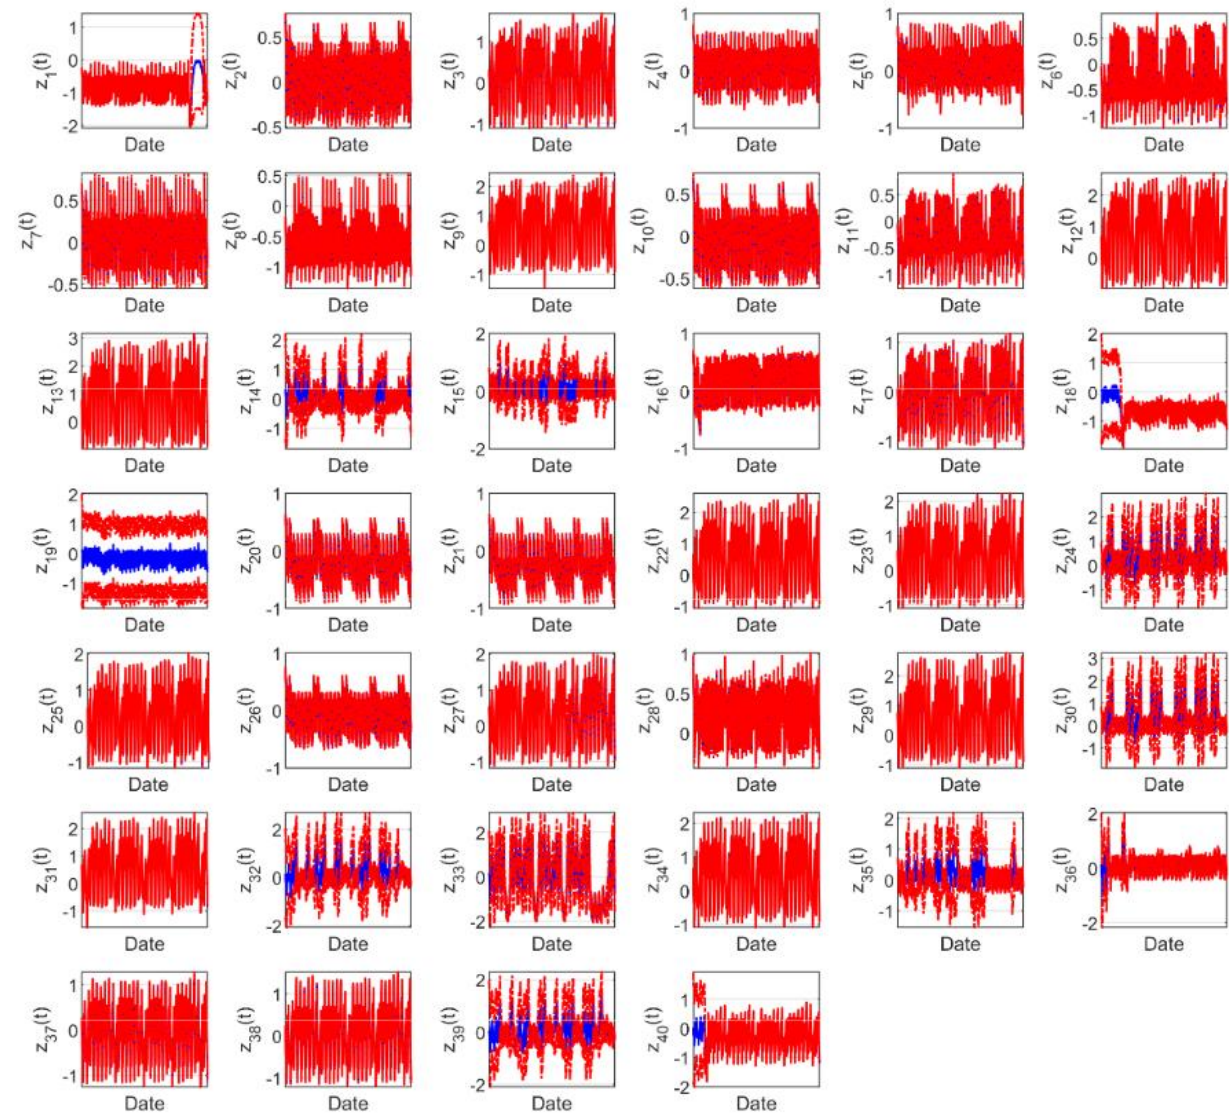 z1(t)
1
0
-1
-2
Date
z2(t)
0.5
0
-0.5
Date
z3(t)
1
0
-1
Date
z4(t)
1
0
-1
Date
z5(t)
1
0
-1
Date
z6(t)
0.5
0
-0.5
-1
Date
z7(t)
0.5
0
-0.5
Date
z8(t)
0.5
0
-0.5
-1
Date
z9(t)
2
1
0
-1
Date
z10(t)
0.5
0
-0.5
Date
z11(t)
0.5
0
-0.5
-1
Date
z12(t)
2
1
0
Date
z13(t)
3
2
1
0
Date
z14(t)
2
1
0
-1
Date
z15(t)
2
0
-2
Date
z16(t)
1
0
-1
Date
z17(t)
1
0
-1
Date
z18(t)
2
1
0
-1
Date
z19(t)
2
1
0
-1
Date
z20(t)
1
0
-1
Date
z21(t)
1
0
-1
Date
z22(t)
2
1
0
-1
Date
z23(t)
2
1
0
-1
Date
z24(t)
3
2
1
0
-1
Date
z25(t)
2
1
0
-1
Date
z26(t)
1
0
-1
Date
z27(t)
2
1
0
-1
Date
z28(t)
1
0.5
0
Date
z29(t)
2
1
0
-1
Date
z30(t)
3
2
1
0
-1
Date
z31(t)
2
1
0
-1
Date
z32(t)
2
0
-2
Date
z33(t)
2
0
-2
Date
z34(t)
2
1
0
-1
Date
z35(t)
2
1
0
-1
Date
z36(t)
2
0
-2
Date
z37(t)
1
0
-1
Date
z38(t)
1
0
-1
Date
z39(t)
2
0
-2
Date
z40(t)
1
0
-1
-2
Date